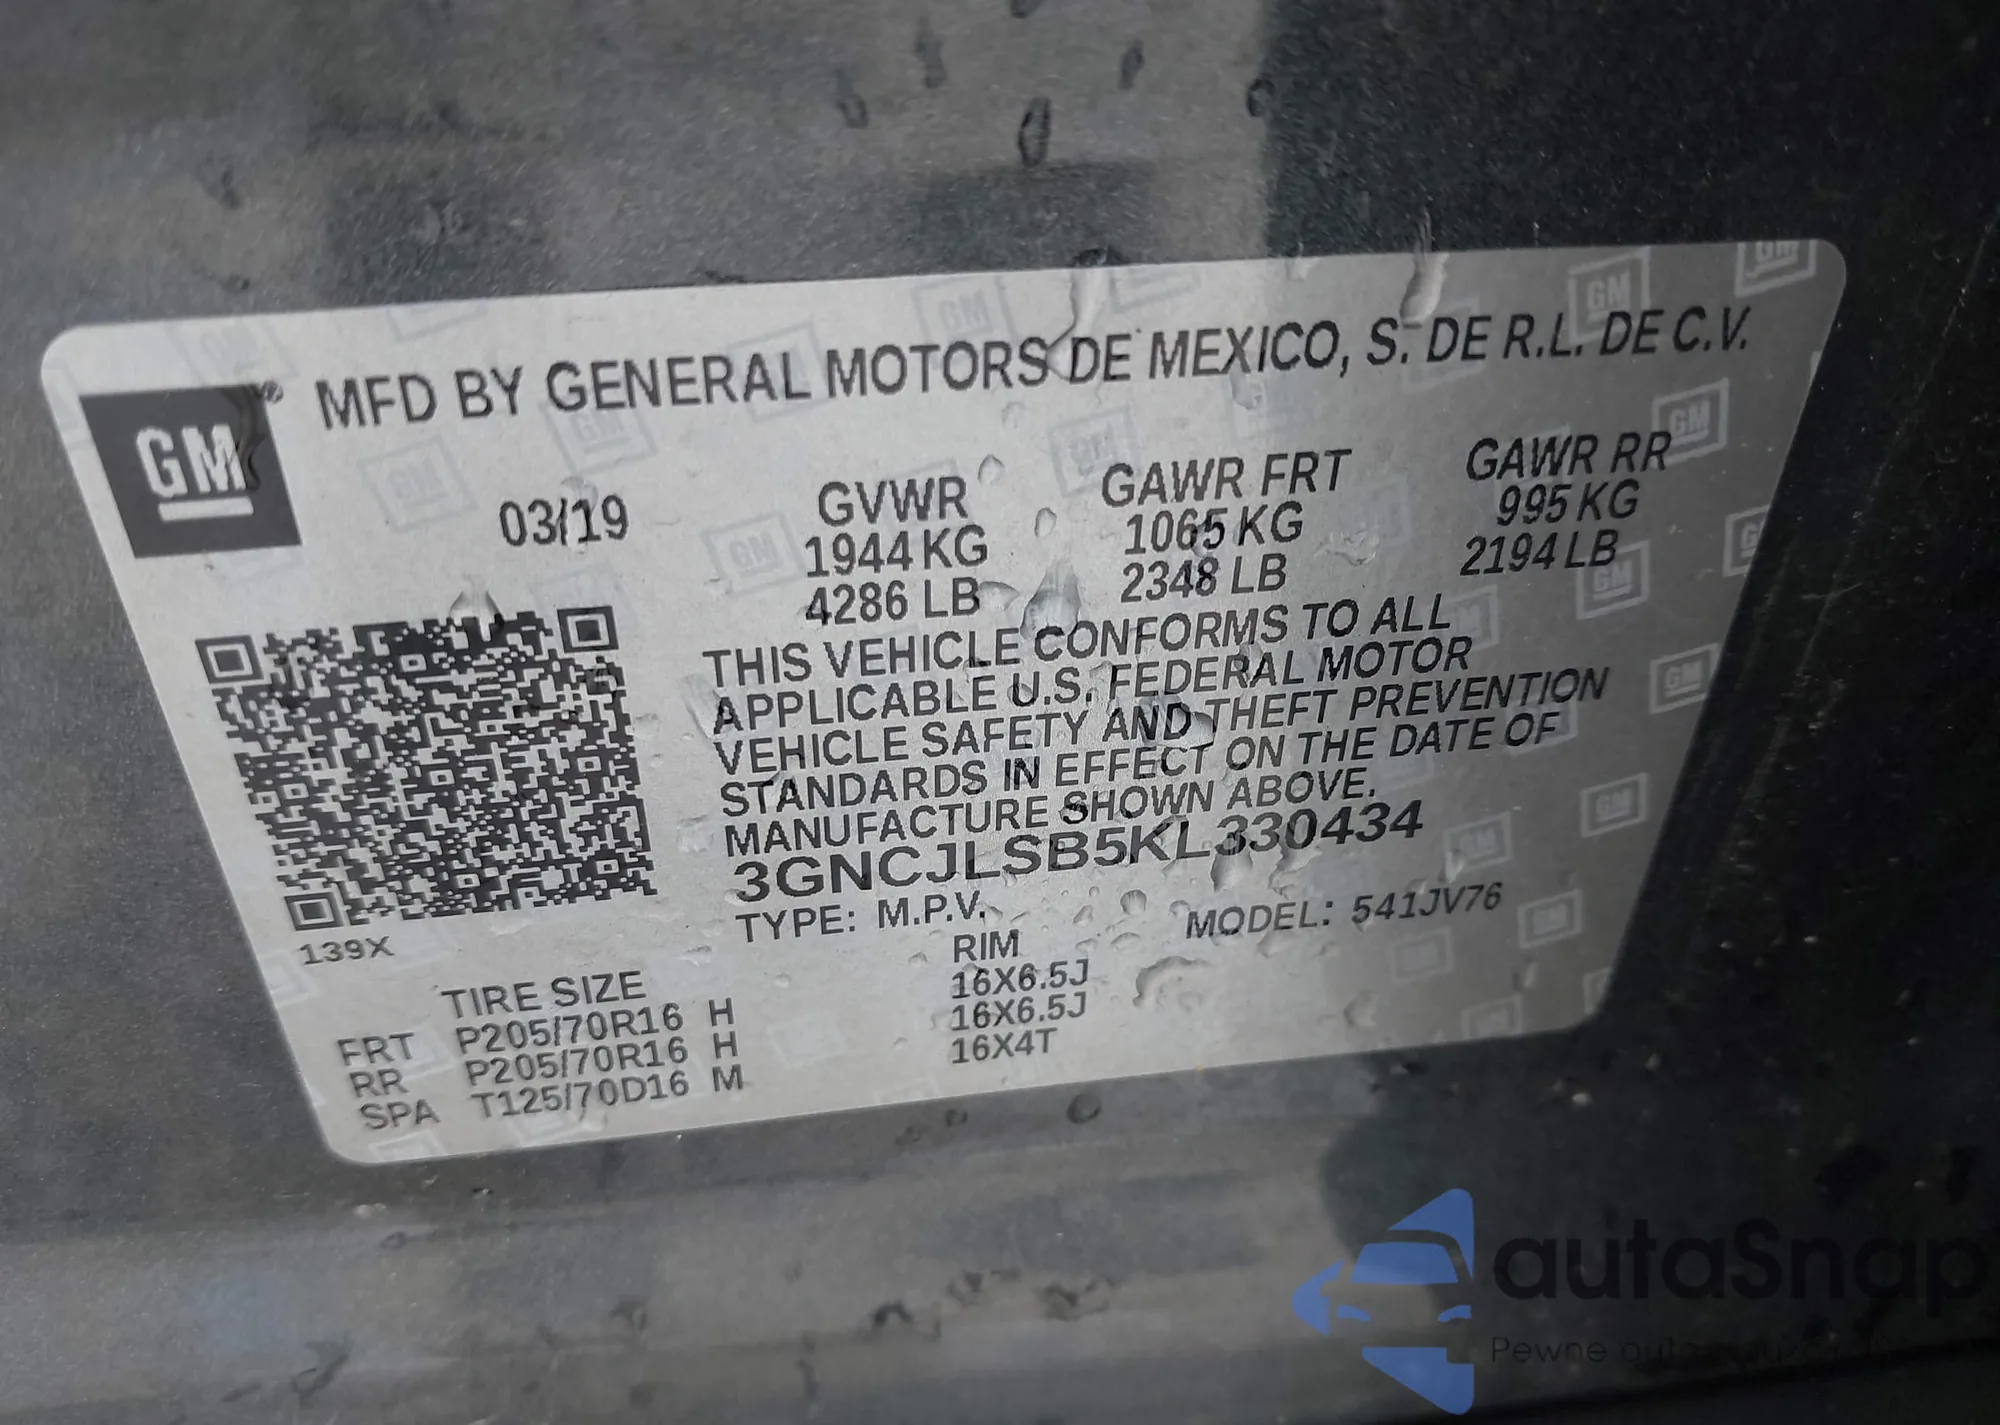 MFD BY GENERAL MOTORS DE MEXICO, S. DE R.L. DE C.V.
GM
03/19
GVWR GAWR FRT GAWR RR
1944 KG 1065 KG 995 KG
4286 LB 2348 LB 2194 LB
THIS VEHICLE CONFORMS TO ALL
APPLICABLE U.S. FEDERAL MOTOR
VEHICLE SAFETY AND THEFT PREVENTION
STANDARDS IN EFFECT ON THE DATE OF
MANUFACTURE SHOWN ABOVE.
3GNCJLSB5KL330434
TYPE: M.P.V. MODEL: 541JV76
139X
TIRE SIZE RIM
FRT P205/70R16 H 16X6.5J
RR P205/70R16 H 16X6.5J
SPA T125/70D16 M 16X4T
autaSnap
Pewne auta